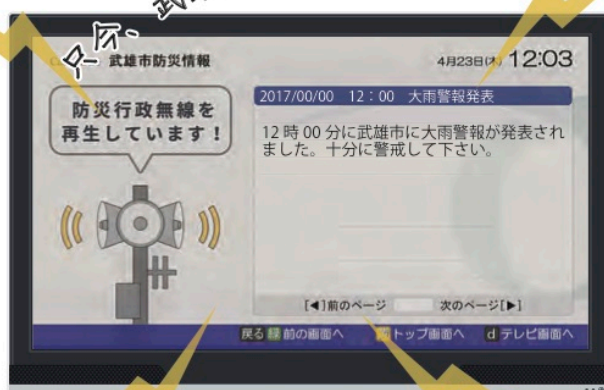 只今、武雄
武雄市防災情報
4月23日(木) 12:03
防災行政無線を
再生しています！
2017/00/00 12：00 大雨警報発表
12時00分に武雄市に大雨警報が発表され
ました。十分に警戒して下さい。
[◀]前のページ 次のページ[▶]
戻る 緑 前の画面へ トップ画面へ d テレビ画面へ